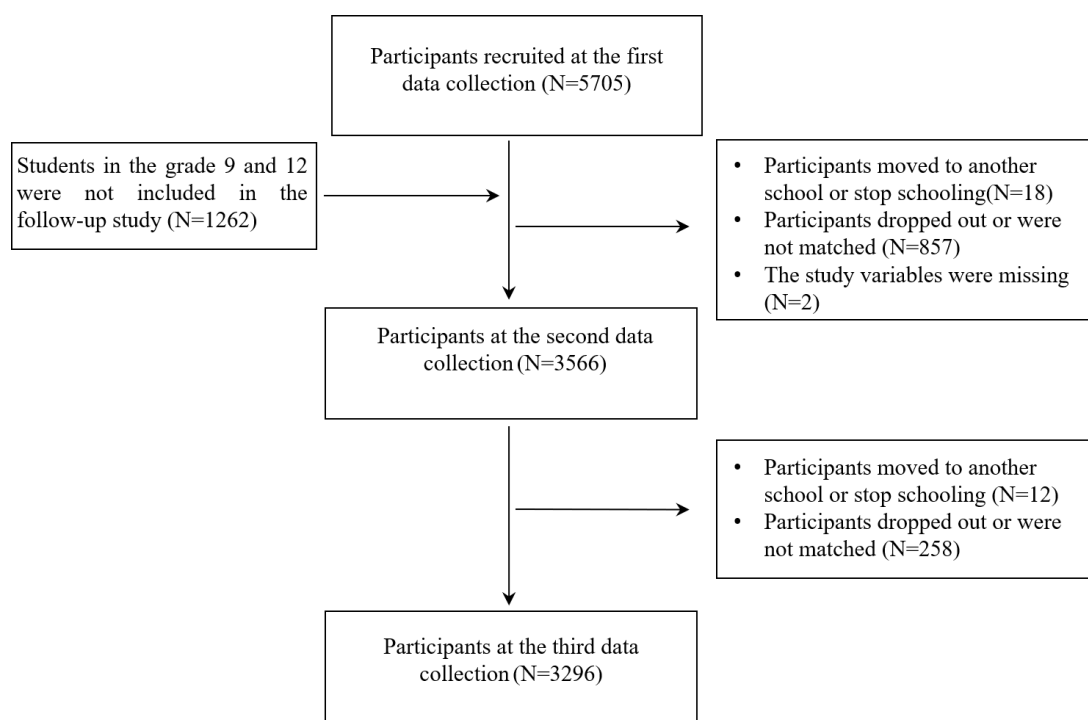 Participants recruited at the first
data collection (N=5705)
Students in the grade 9 and 12
were not included in the
follow-up study (N=1262)
• Participants moved to another
school or stop schooling(N=18)
• Participants dropped out or were
not matched (N=857)
• The study variables were missing
(N=2)
Participants at the second data
collection (N=3566)
• Participants moved to another
school or stop schooling (N=12)
• Participants dropped out or were
not matched (N=258)
Participants at the third data
collection (N=3296)